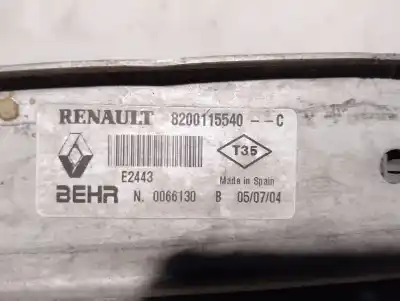 RENAULT 8200115540--C
T35
E2443
Made in Spain
BEHR N. 0066130 B 05/07/04